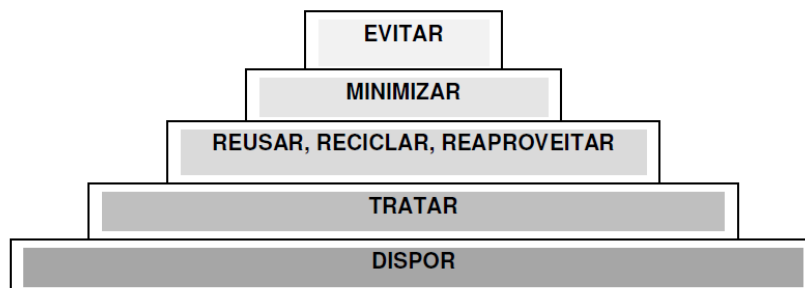 EVITAR
MINIMIZAR
REUSAR, RECICLAR, REAPROVEITAR
TRATAR
DISPOR